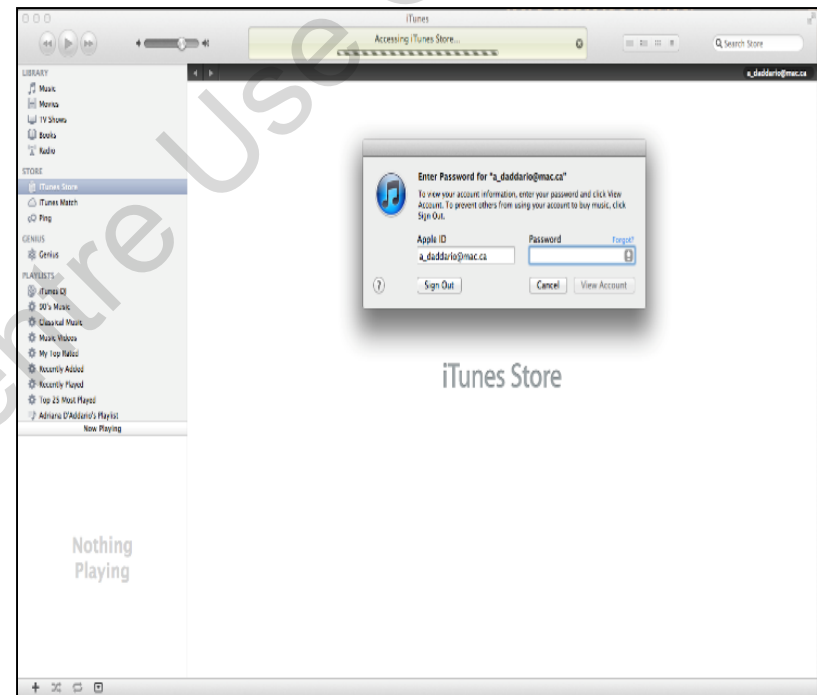 iTunes
Accessing iTunes Store...
Search Store
a_daddario@mac.ca
LIBRARY
Music
Movies
TV Shows
Books
Radio
STORE
iTunes Store
iTunes Match
Ping
GENIUS
Genius
PLAYLISTS
iTunes DJ
90's Music
Classical Music
Music Videos
My Top Rated
Recently Added
Recently Played
Top 25 Most Played
Adriana D'Addario's Playlist
Now Playing
Nothing
Playing
Enter Password for "a_daddario@mac.ca"
To view your account information, enter your password and click View
Account. To prevent others from using your account to buy music, click
Sign Out.
Apple ID
Password
Forgot?
a_daddario@mac.ca
?
Sign Out
Cancel
View Account
iTunes Store
entre Use